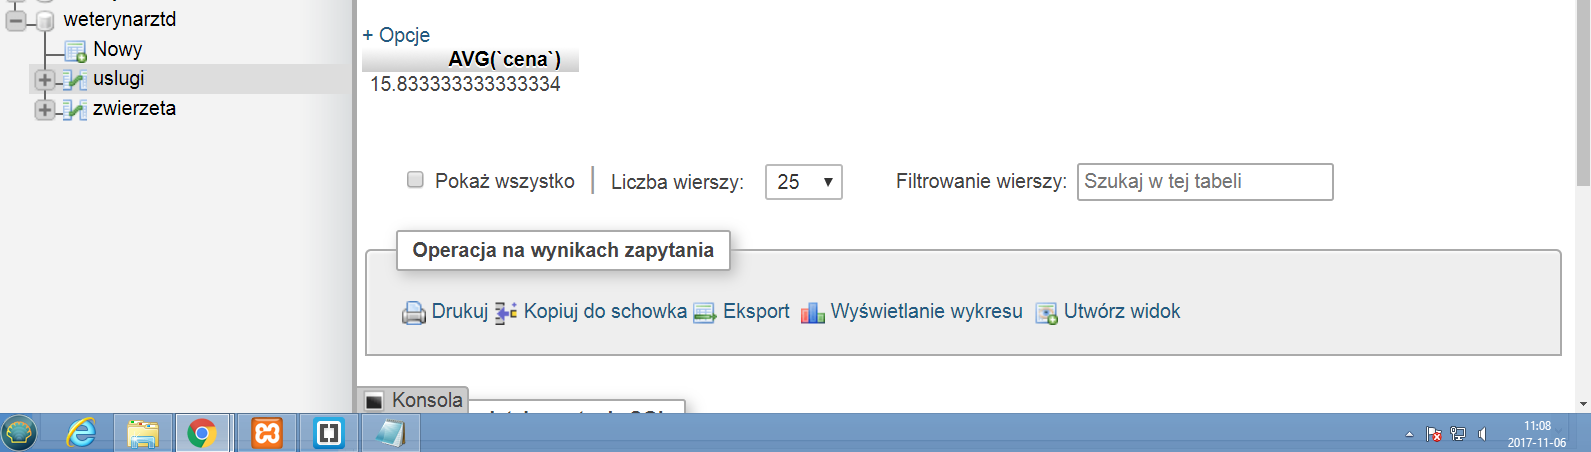 weterynarztd
Nowy
uslugi
zwierzeta
+ Opcje
AVG(`cena`)
15.833333333333334
Pokaż wszystko
Liczba wierszy: 25
Filtrowanie wierszy: Szukaj w tej tabeli
Operacja na wynikach zapytania
Drukuj Kopiuj do schowka Eksport Wyświetlanie wykresu Utwórz widok
Konsola
11:08
2017-11-06